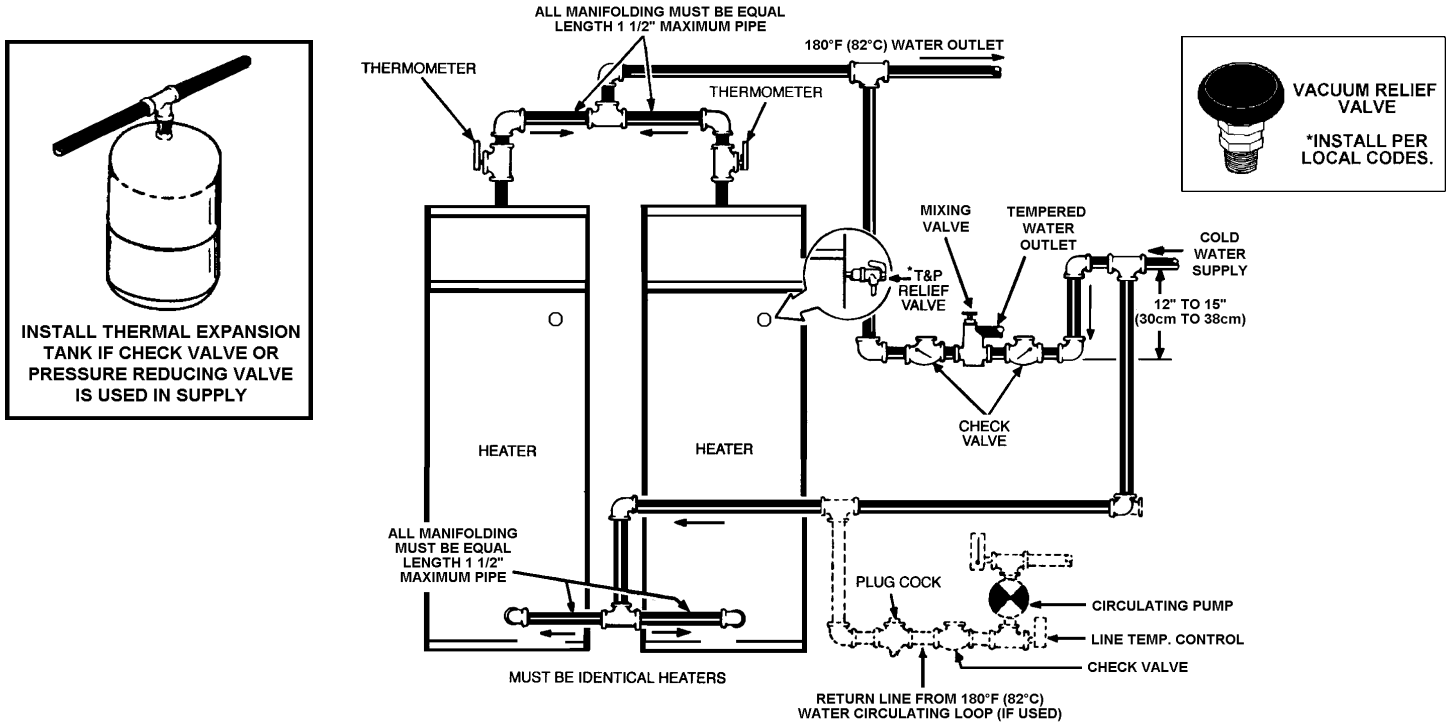 ALL MANIFOLDING MUST BE EQUAL
LENGTH 1 1/2" MAXIMUM PIPE
180°F (82°C) WATER OUTLET
THERMOMETER
THERMOMETER
VACUUM RELIEF
VALVE
*INSTALL PER
LOCAL CODES.
INSTALL THERMAL EXPANSION
TANK IF CHECK VALVE OR
PRESSURE REDUCING VALVE
IS USED IN SUPPLY
MIXING
VALVE
TEMPERED
WATER
OUTLET
COLD
WATER
SUPPLY
*T&P
RELIEF
VALVE
12" TO 15"
(30cm TO 38cm)
CHECK
VALVE
HEATER
HEATER
ALL MANIFOLDING
MUST BE EQUAL
LENGTH 1 1/2"
MAXIMUM PIPE
PLUG COCK
CIRCULATING PUMP
LINE TEMP. CONTROL
CHECK VALVE
MUST BE IDENTICAL HEATERS
RETURN LINE FROM 180°F (82°C)
WATER CIRCULATING LOOP (IF USED)